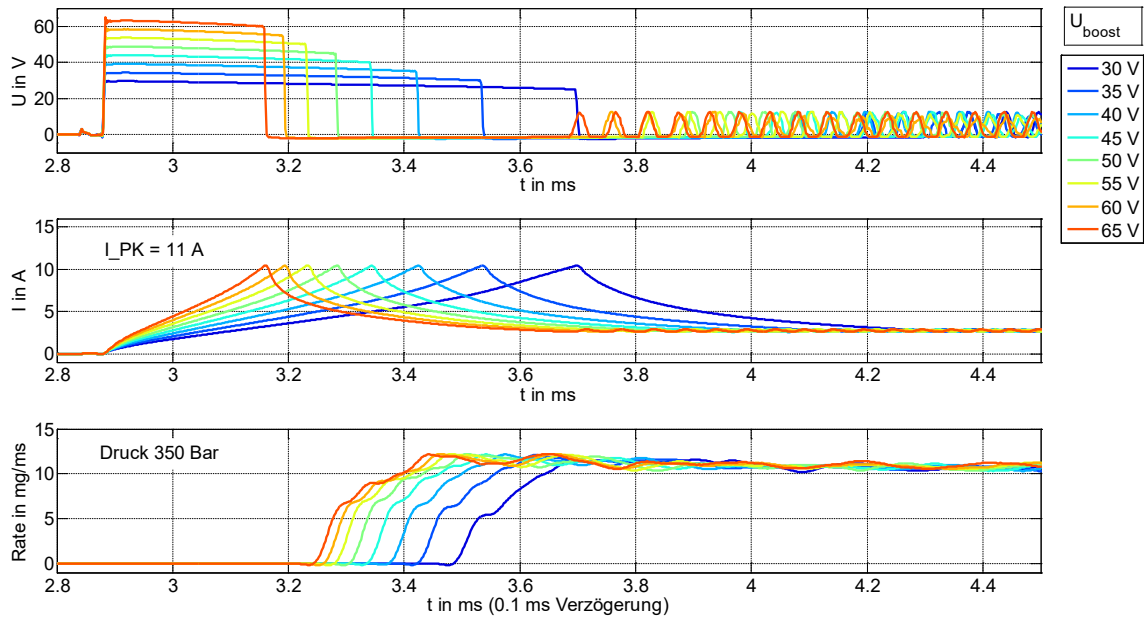 60
40
20
0
U in V
2.8 3 3.2 3.4 3.6 3.8 4 4.2 4.4
t in ms
U_boost
30 V
35 V
40 V
45 V
50 V
55 V
60 V
65 V
15
10
5
0
I in A
I_PK = 11 A
2.8 3 3.2 3.4 3.6 3.8 4 4.2 4.4
t in ms
15
10
5
0
Rate in mg/ms
Druck 350 Bar
2.8 3 3.2 3.4 3.6 3.8 4 4.2 4.4
t in ms (0.1 ms Verzögerung)